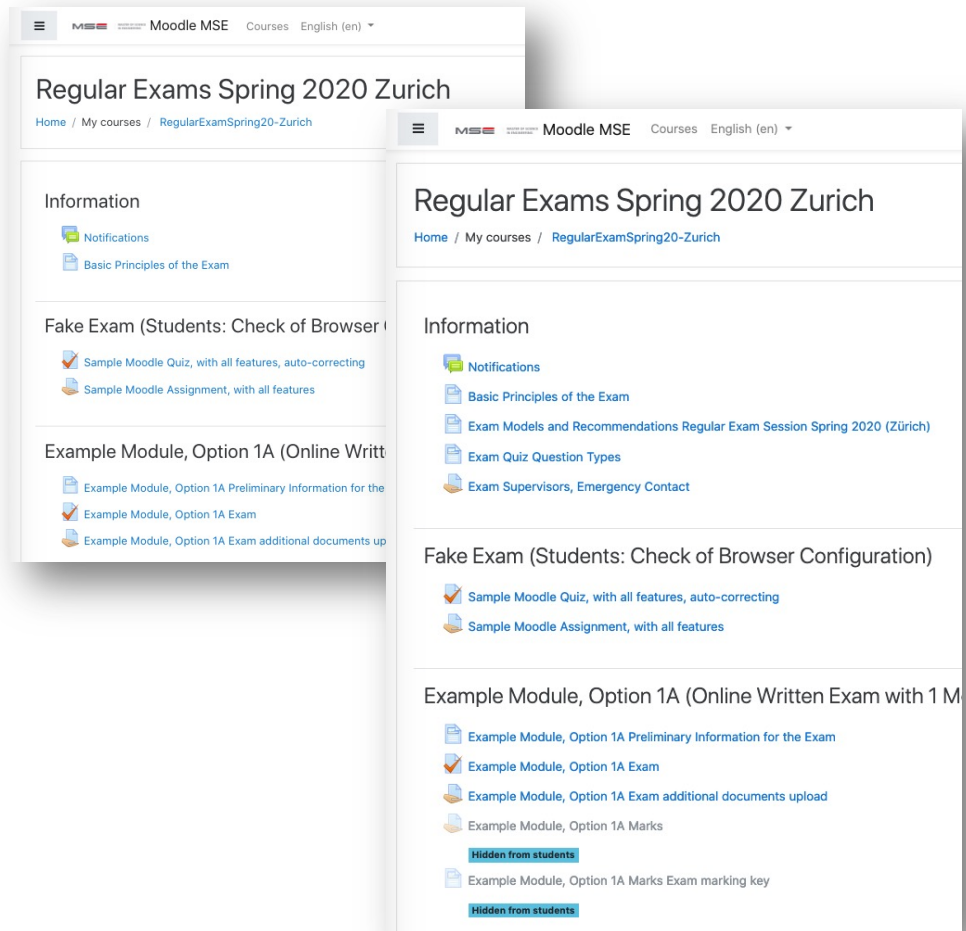 MSE Moodle MSE Courses English (en)
Regular Exams Spring 2020 Zurich
Home / My courses / RegularExamSpring20-Zurich
Information
Notifications
Basic Principles of the Exam
Fake Exam (Students: Check of Browser
Sample Moodle Quiz, with all features, auto-correcting
Sample Moodle Assignment, with all features
Example Module, Option 1A (Online Writt
Example Module, Option 1A Preliminary Information for the
Example Module, Option 1A Exam
Example Module, Option 1A Exam additional documents up
MSE Moodle MSE Courses English (en)
Regular Exams Spring 2020 Zurich
Home / My courses / RegularExamSpring20-Zurich
Information
Notifications
Basic Principles of the Exam
Exam Models and Recommendations Regular Exam Session Spring 2020 (Zürich)
Exam Quiz Question Types
Exam Supervisors, Emergency Contact
Fake Exam (Students: Check of Browser Configuration)
Sample Moodle Quiz, with all features, auto-correcting
Sample Moodle Assignment, with all features
Example Module, Option 1A (Online Written Exam with 1 M
Example Module, Option 1A Preliminary Information for the Exam
Example Module, Option 1A Exam
Example Module, Option 1A Exam additional documents upload
Example Module, Option 1A Marks
Hidden from students
Example Module, Option 1A Marks Exam marking key
Hidden from students